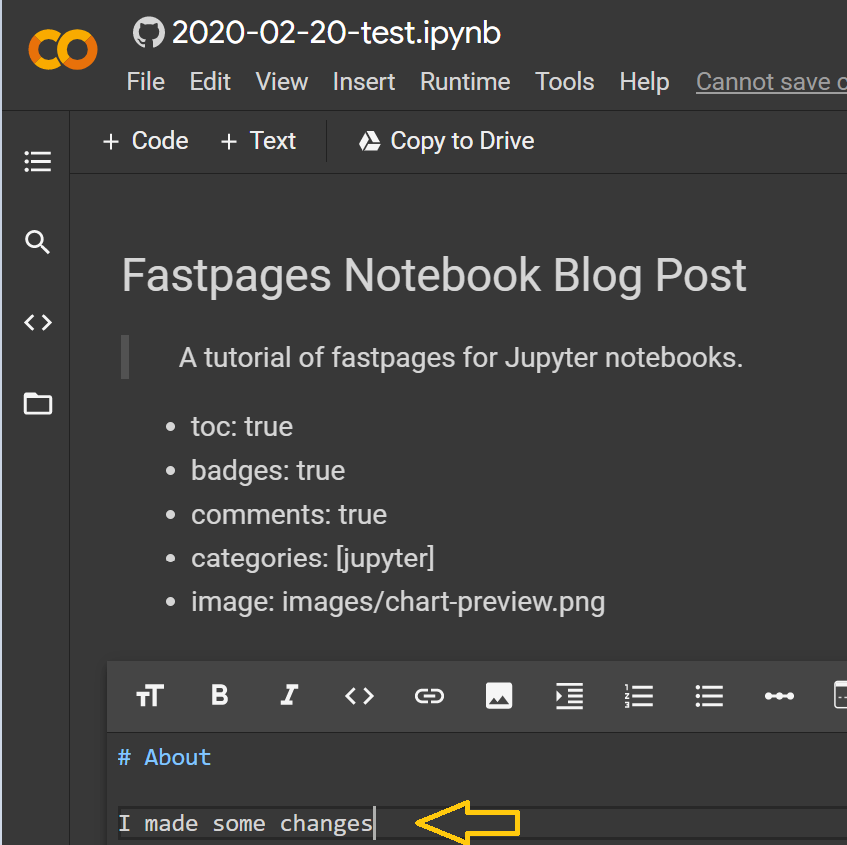 2020-02-20-test.ipynb
File Edit View Insert Runtime Tools Help Cannot save
+ Code + Text Copy to Drive
Fastpages Notebook Blog Post
A tutorial of fastpages for Jupyter notebooks.
• toc: true
• badges: true
• comments: true
• categories: [jupyter]
• image: images/chart-preview.png
# About
I made some changes